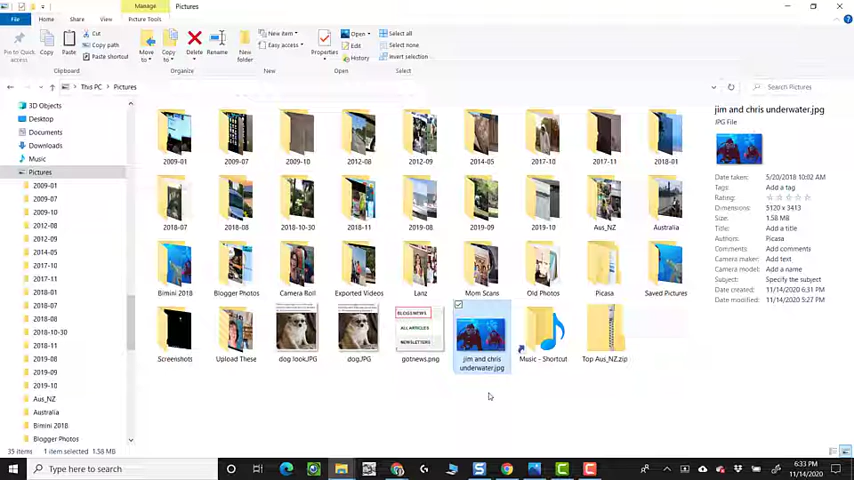 Manage
Pictures
File
Home
Share
View
Picture Tools
Pin to Quick access
Copy
Paste
Cut
Copy path
Paste shortcut
Move to
Copy to
Delete
Rename
New folder
New item
Easy access
Properties
Open
Edit
History
Select all
Select none
Invert selection
Clipboard
Organize
New
Open
Select
This PC
Pictures
Search Pictures
3D Objects
Desktop
Documents
Downloads
Music
Pictures
2009-01
2009-07
2009-10
2012-08
2012-09
2014-05
2017-10
2017-11
2018-01
2018-07
2018-08
2018-10-30
2018-11
2019-08
2019-09
2019-10
Aus_NZ
Australia
Bimini 2018
Blogger Photos
2009-01
2009-07
2009-10
2012-08
2012-09
2014-05
2017-10
2017-11
2018-01
2018-07
2018-08
2018-10-30
2018-11
2019-08
2019-09
2019-10
Aus_NZ
Australia
Bimini 2018
Blogger Photos
Camera Roll
Exported Videos
Lanz
Mom Scans
Old Photos
Picasa
Saved Pictures
ALL ARTICLES
NEWSLETTERS
Screenshots
Upload These
dog look.JPG
dog.JPG
gotnews.png
jim and chris underwater.jpg
Music - Shortcut
Top Aus_NZ.zip
jim and chris underwater.jpg
JPG File
Date taken: 5/20/2018 10:02 AM
Tags: Add a tag
Rating:
Dimensions: 5120 x 3413
Size: 1.58 MB
Title: Add a title
Authors: Picasa
Comments: Add comments
Camera maker: Add text
Camera model: Add a name
Subject: Specify the subject
Date created: 11/14/2020 6:31 PM
Date modified: 11/14/2020 5:27 PM
35 items
1 item selected 1.58 MB
Type here to search
6:33 PM
11/14/2020